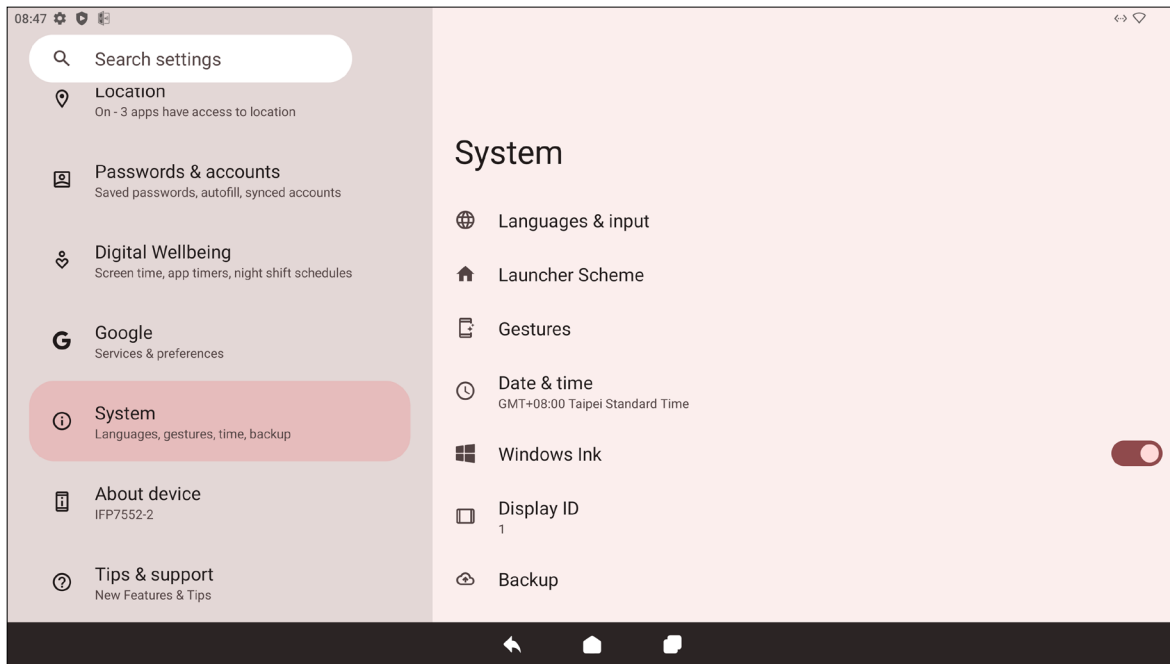 08:47
Search settings
Location
On - 3 apps have access to location
Passwords & accounts
Saved passwords, autofill, synced accounts
Digital Wellbeing
Screen time, app timers, night shift schedules
Google
Services & preferences
System
Languages, gestures, time, backup
About device
IFP7552-2
Tips & support
New Features & Tips
System
Languages & input
Launcher Scheme
Gestures
Date & time
GMT+08:00 Taipei Standard Time
Windows Ink
Display ID
1
Backup